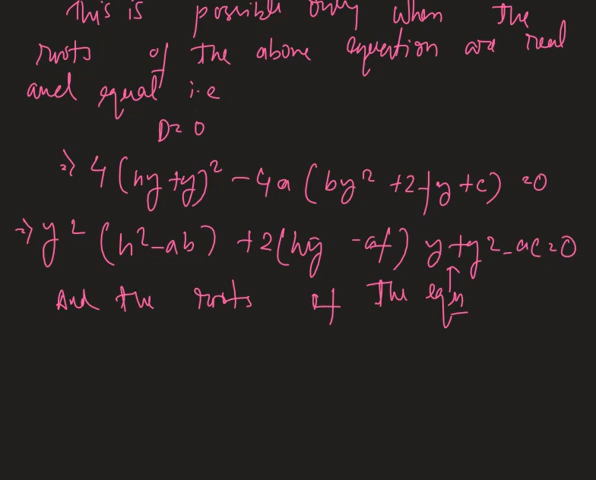 This is possible only when the
roots of the above equation are real
and equal i.e
D = 0
=> 4(hy+y)² - 4a(by² + 2fy + c) = 0
=> y² (h² - ab) + 2(hg - af) y + g² - ac = 0
And the roots of the eqn